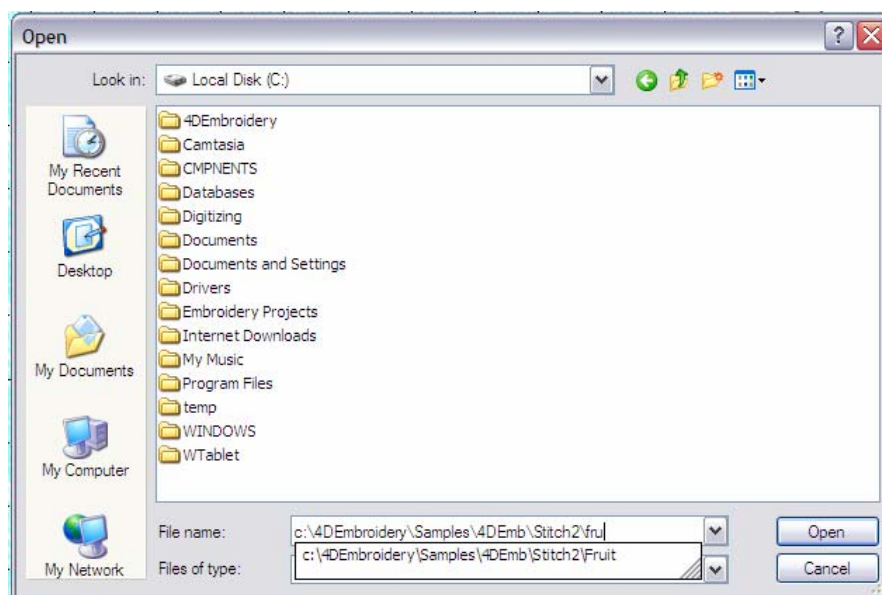 Open
Look in: Local Disk (C:)
My Recent
Documents
Desktop
My Documents
My Computer
My Network
4DEmbroidery
Camtasia
CMPNENTS
Databases
Digitizing
Documents
Documents and Settings
Drivers
Embroidery Projects
Internet Downloads
My Music
Program Files
temp
WINDOWS
WTablet
File name: c:\4DEmbroidery\Samples\4DEmb\Stitch2\fru Open
c:\4DEmbroidery\Samples\4DEmb\Stitch2\Fruit
Files of type: Cancel